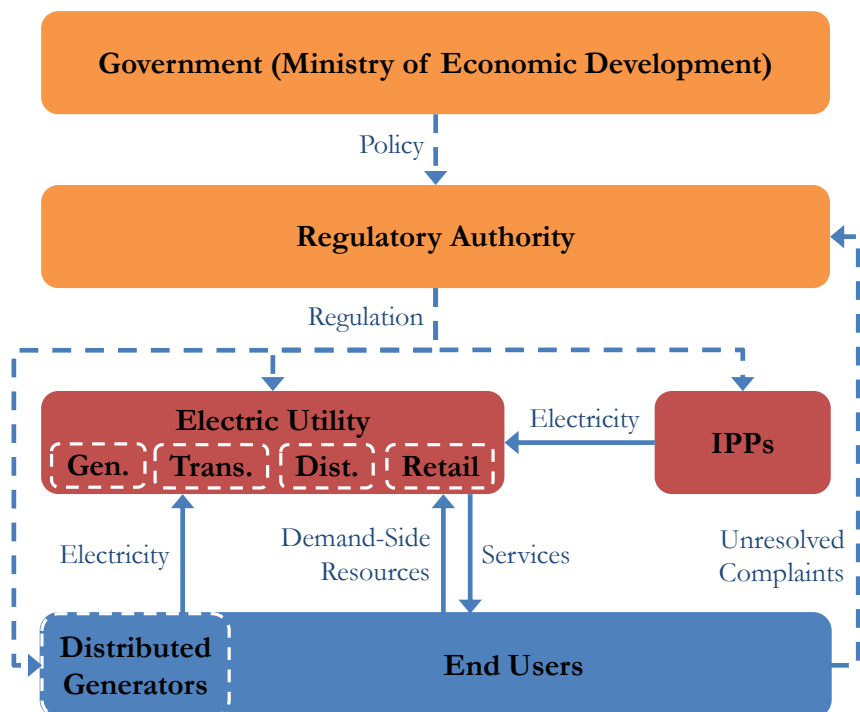 Government (Ministry of Economic Development)
Policy
Regulatory Authority
Regulation
Electric Utility
Gen.
Trans.
Dist.
Retail
Electricity
IPPs
Electricity
Demand-Side
Resources
Services
Unresolved
Complaints
Distributed
Generators
End Users